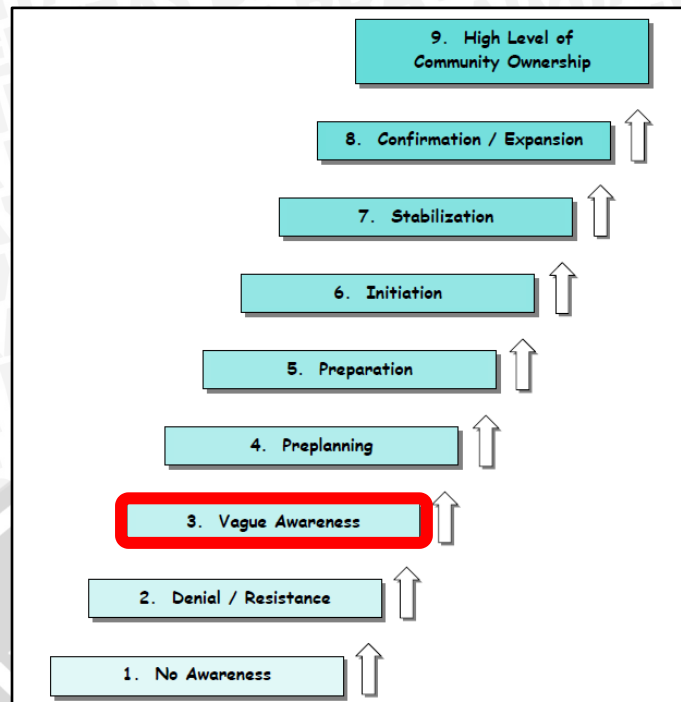 9. High Level of
Community Ownership
8. Confirmation / Expansion
7. Stabilization
6. Initiation
5. Preparation
4. Preplanning
3. Vague Awareness
2. Denial / Resistance
1. No Awareness